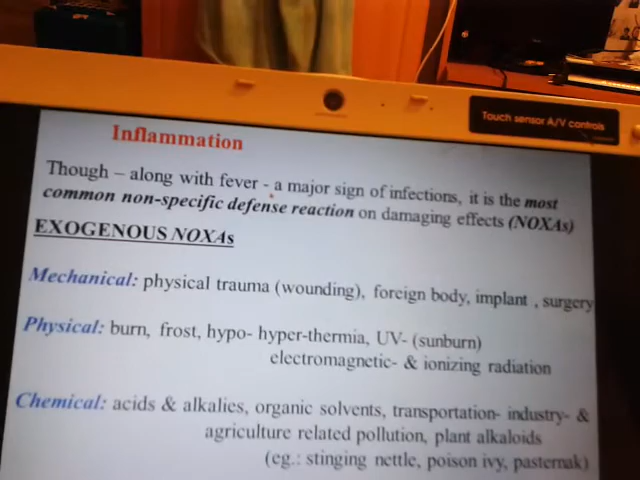 Touch sensor A/V controls
Inflammation
Though – along with fever - a major sign of infections, it is the most
common non-specific defense reaction on damaging effects (NOXAs)
EXOGENOUS NOXAs
Mechanical: physical trauma (wounding), foreign body, implant , surgery
Physical: burn, frost, hypo- hyper-thermia, UV- (sunburn)
electromagnetic- & ionizing radiation
Chemical: acids & alkalies, organic solvents, transportation- industry- &
agriculture related pollution, plant alkaloids
(eg.: stinging nettle, poison ivy, pasternak)